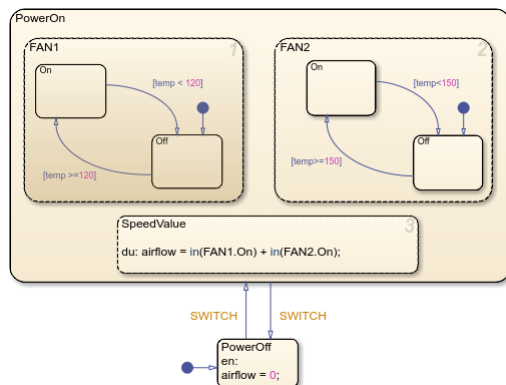 PowerOn
FAN1
1
On
[temp < 120]
Off
[temp >=120]
FAN2
2
On
[temp<150]
Off
[temp>=150]
SpeedValue
3
du: airflow = in(FAN1.On) + in(FAN2.On);
SWITCH
SWITCH
PowerOff
en:
airflow = 0;